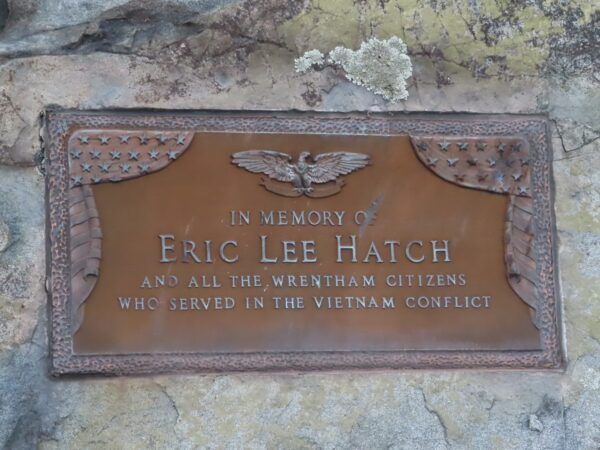 IN MEMORY OF
ERIC LEE HATCH
AND ALL THE WRENTHAM CITIZENS
WHO SERVED IN THE VIETNAM CONFLICT